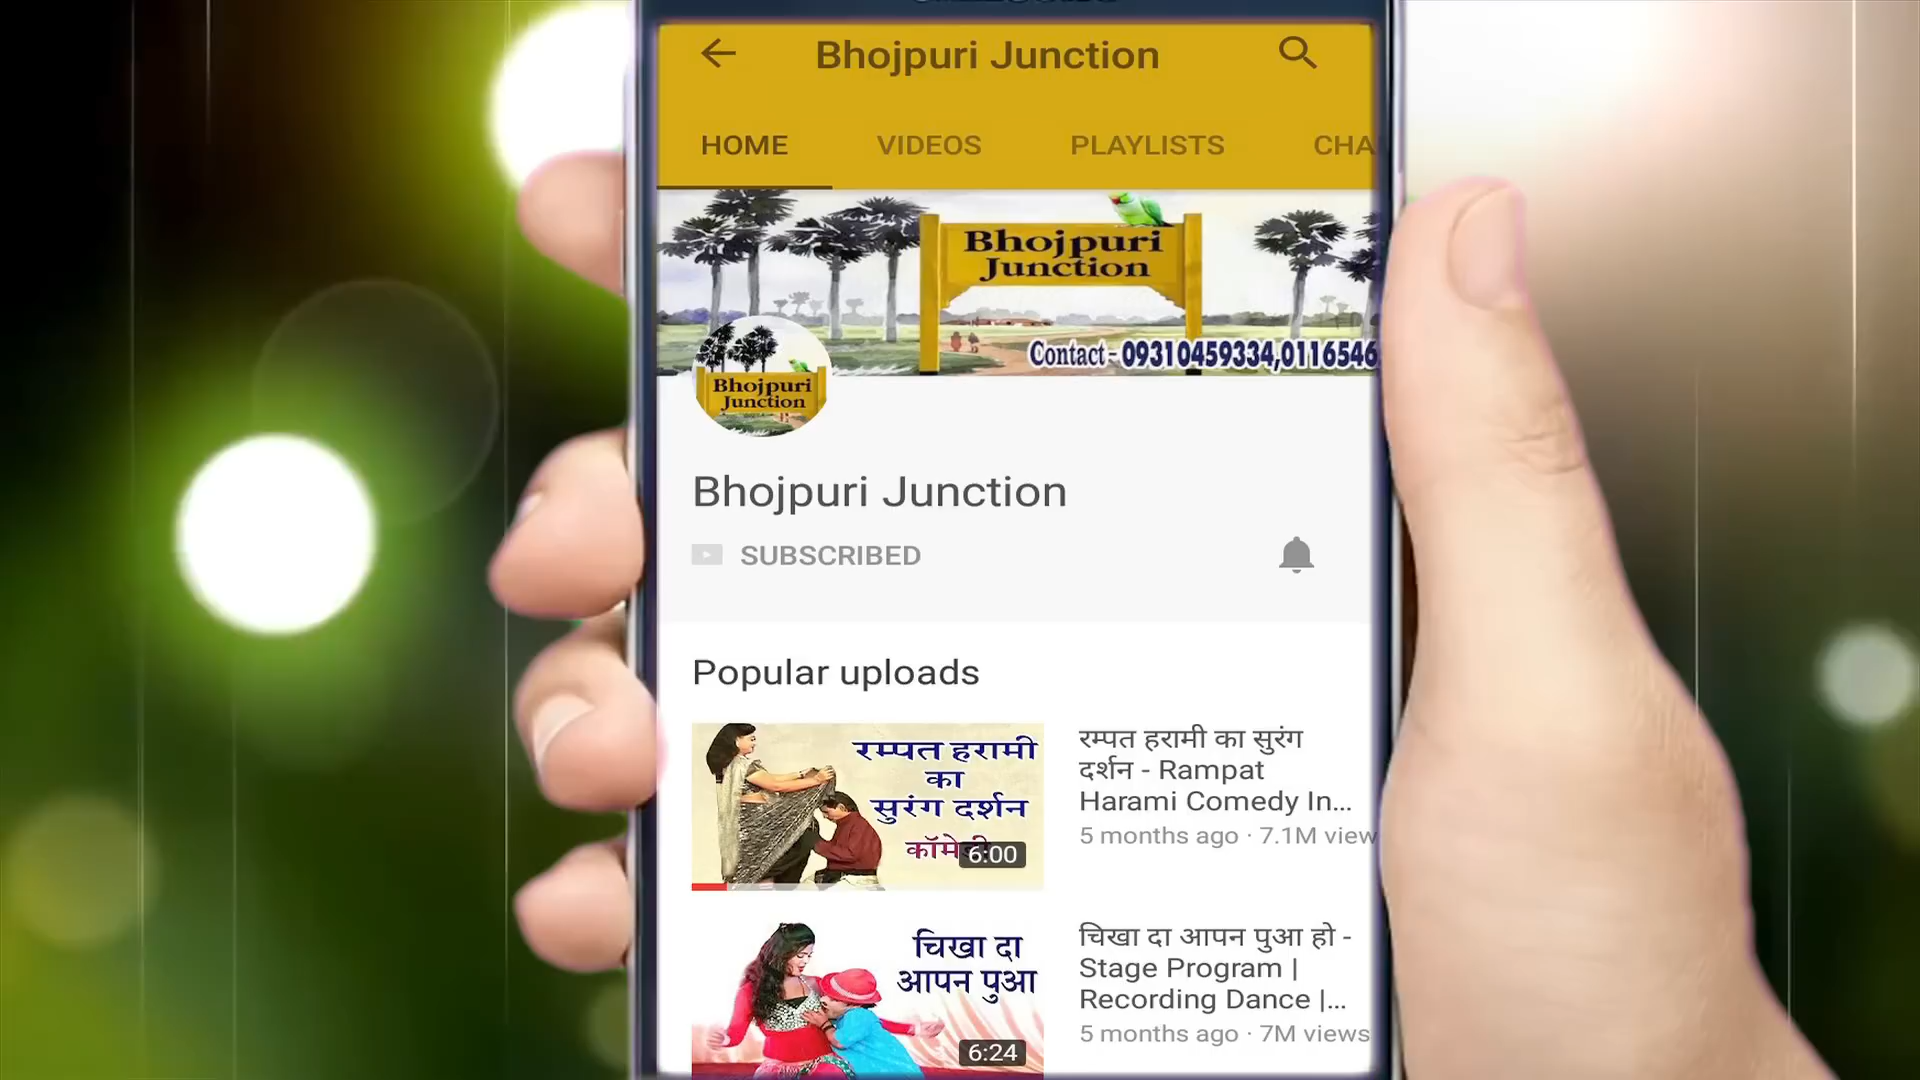 Bhojpuri Junction
HOME VIDEOS PLAYLISTS CHA
Bhojpuri
Junction
Contact - 09310459334,0116546
Bhojpuri
Junction
Bhojpuri Junction
SUBSCRIBED
Popular uploads
रम्पत हरामी
का
सुरंग दर्शन
6:00
रम्पत हरामी का सुरंग
दर्शन - Rampat
Harami Comedy In...
5 months ago · 7.1M view
चिखा दा
आपन पुआ
6:24
चिखा दा आपन पुआ हो -
Stage Program |
Recording Dance |...
5 months ago · 7M views